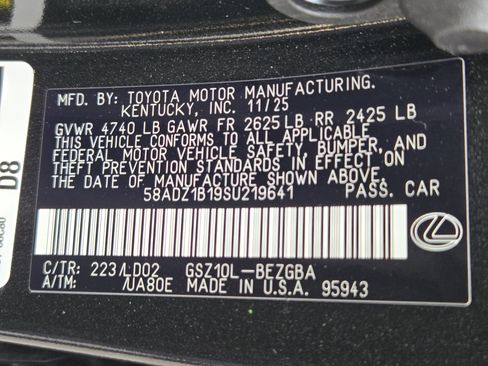 MFD. BY: TOYOTA MOTOR MANUFACTURING.
KENTUCKY, INC. 11/25
GVWR 4740 LB GAWR FR 2625 LB RR 2425 LB
THIS VEHICLE CONFORMS TO ALL APPLICABLE
FEDERAL MOTOR VEHICLE SAFETY, BUMPER, AND
THEFT PREVENTION STANDARDS IN EFFECT ON
THE DATE OF MANUFACTURE SHOWN ABOVE.
58ADZ1B19SU219641 PASS. CAR
C/TR: 223/LD02 GSZ10L-BEZGBA
A/TM: /UA80E MADE IN U.S.A. 95943
D8